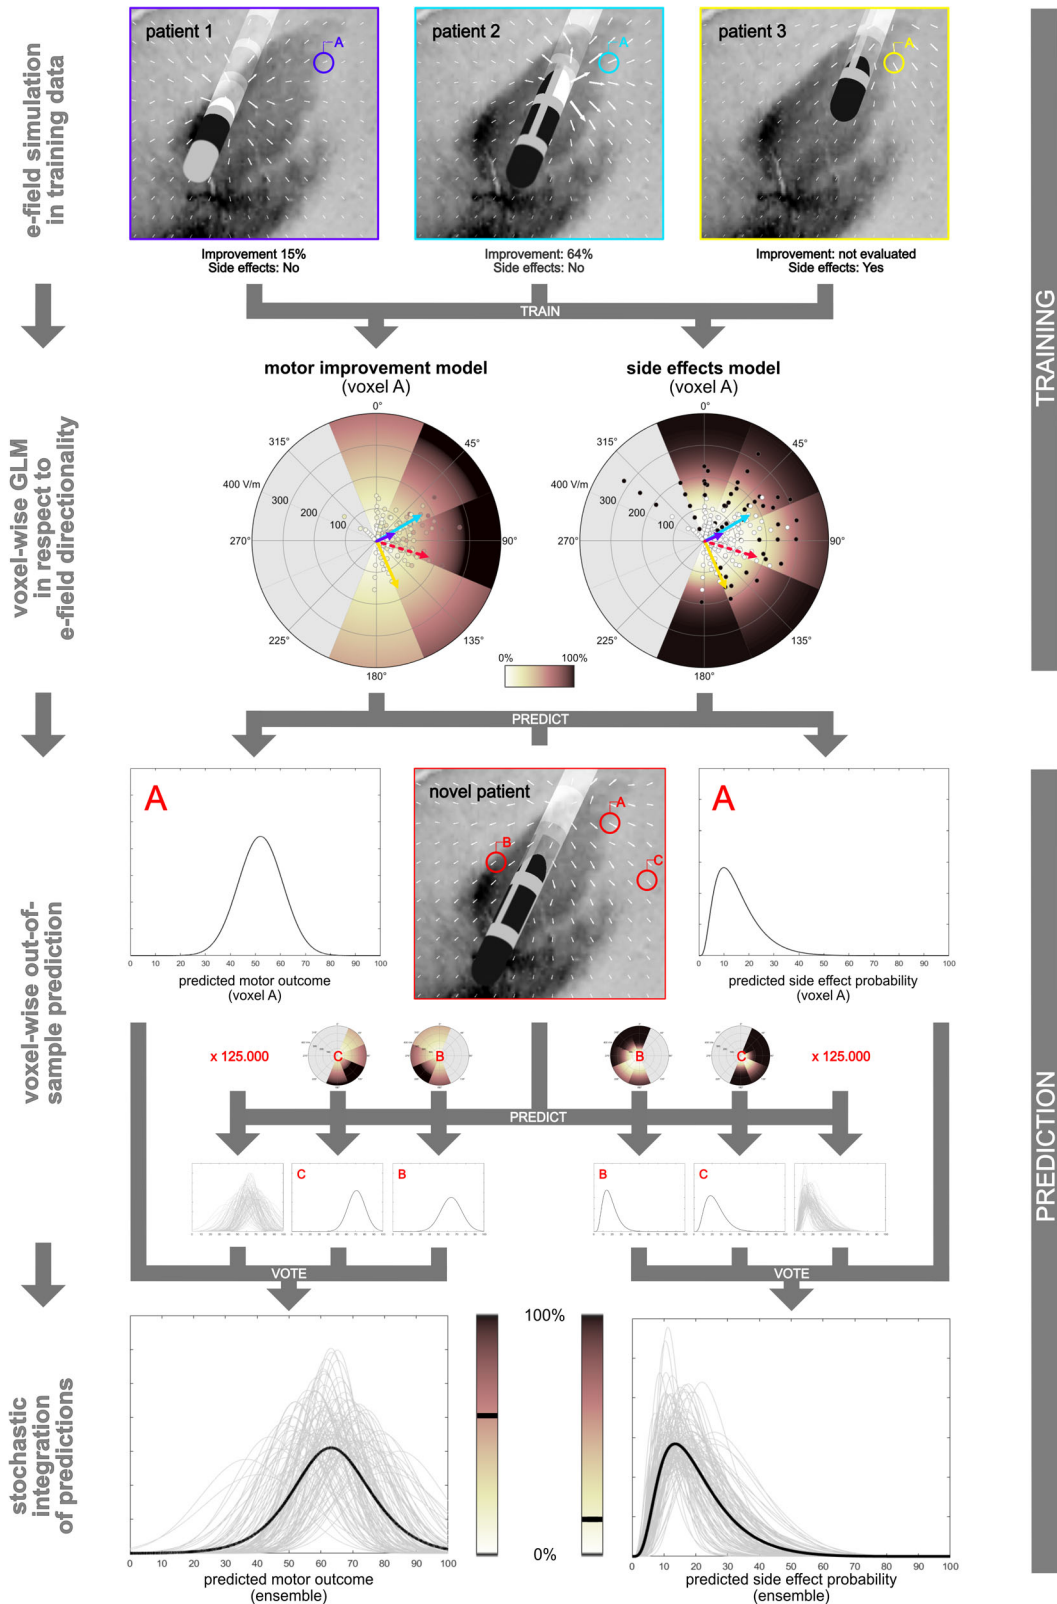 e-field simulation
in training data
patient 1
A
patient 2
A
patient 3
A
Improvement 15%
Side effects: No
Improvement: 64%
Side effects: No
Improvement: not evaluated
Side effects: Yes
TRAIN
TRAINING
voxel-wise GLM
in respect to
e-field directionality
motor improvement model
(voxel A)
0°
315°
45°
400 V/m
300
200
100
270°
90°
225°
135°
180°
side effects model
(voxel A)
0°
315°
45°
400 V/m
300
200
100
270°
90°
225°
135°
180°
0%
100%
PREDICT
voxel-wise out-of-
sample prediction
A
0 10 20 30 40 50 60 70 80 90 100
predicted motor outcome
(voxel A)
novel patient
A
B
C
A
0 10 20 30 40 50 60 70 80 90 100
predicted side effect probability
(voxel A)
x 125.000
C
B
B
C
x 125.000
PREDICT
PREDICTION
C
B
B
C
VOTE
VOTE
stochastic
integration
of predictions
0 10 20 30 40 50 60 70 80 90 100
predicted motor outcome
(ensemble)
100%
0%
0 10 20 30 40 50 60 70 80 90 100
predicted side effect probability
(ensemble)